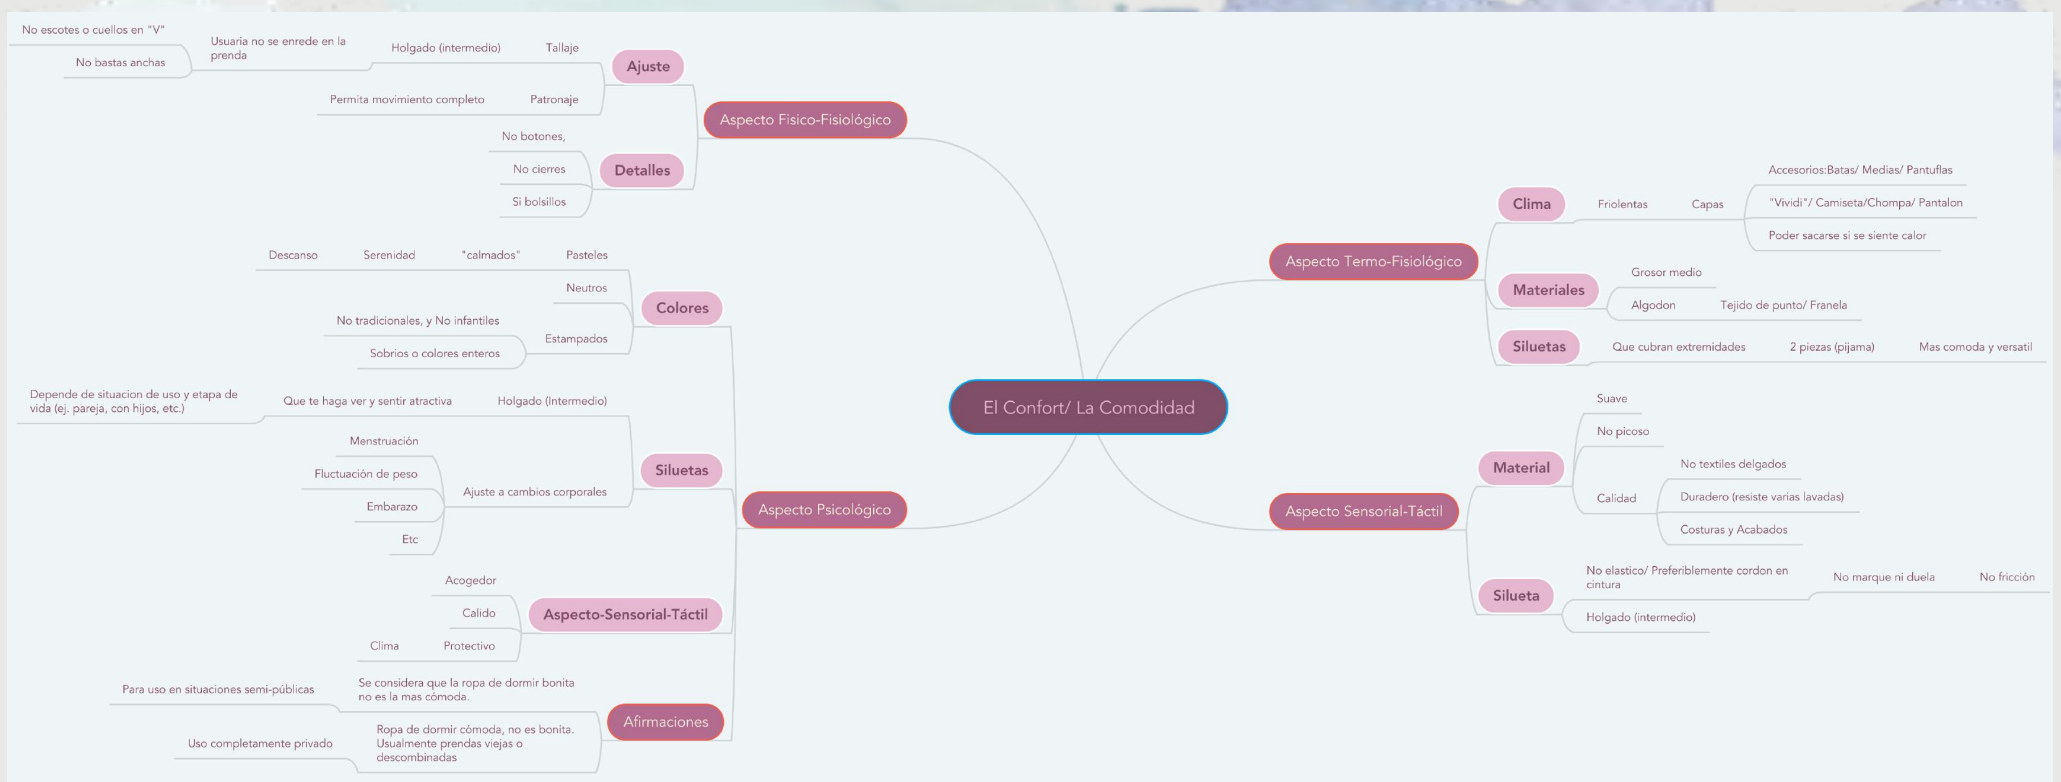 No escotes o cuellos en "V"
No bastas anchas
Usuaria no se enrede en la
prenda
Holgado (intermedio)
Tallaje
Ajuste
Permita movimiento completo
Patronaje
Aspecto Fisico-Fisiológico
No botones,
No cierres
Si bolsillos
Detalles
Descanso
Serenidad
"calmados"
Pasteles
Neutros
Colores
No tradicionales, y No infantiles
Sobrios o colores enteros
Estampados
Depende de situacion de uso y etapa de
vida (ej. pareja, con hijos, etc.)
Que te haga ver y sentir atractiva
Holgado (Intermedio)
Menstruación
Fluctuación de peso
Embarazo
Etc
Ajuste a cambios corporales
Siluetas
Aspecto Psicológico
Acogedor
Calido
Clima
Protectivo
Aspecto-Sensorial-Táctil
Para uso en situaciones semi-públicas
Se considera que la ropa de dormir bonita
no es la mas cómoda.
Uso completamente privado
Ropa de dormir cómoda, no es bonita.
Usualmente prendas viejas o
descombinadas
Afirmaciones
El Confort/ La Comodidad
Aspecto Termo-Fisiológico
Clima
Friolentas
Capas
Accesorios:Batas/ Medias/ Pantuflas
"Vividi"/ Camiseta/Chompa/ Pantalon
Poder sacarse si se siente calor
Materiales
Grosor medio
Algodon
Tejido de punto/ Franela
Siluetas
Que cubran extremidades
2 piezas (pijama)
Mas comoda y versatil
Aspecto Sensorial-Táctil
Material
Suave
No picoso
Calidad
No textiles delgados
Duradero (resiste varias lavadas)
Costuras y Acabados
Silueta
No elastico/ Preferiblemente cordon en
cintura
No marque ni duela
No fricción
Holgado (intermedio)